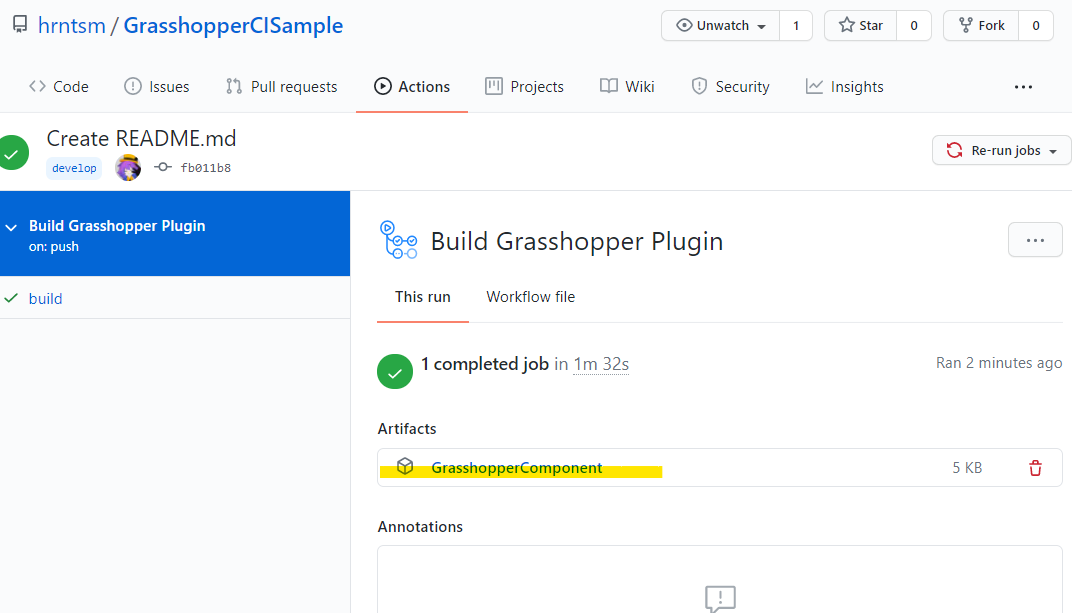 hrntsm / GrasshopperCISample
Unwatch 1
Star 0
Fork 0
Code
Issues
Pull requests
Actions
Projects
Wiki
Security
Insights
Create README.md
develop
fb011b8
Re-run jobs
Build Grasshopper Plugin
on: push
build
Build Grasshopper Plugin
This run
Workflow file
1 completed job in 1m 32s
Ran 2 minutes ago
Artifacts
GrasshopperComponent
5 KB
Annotations